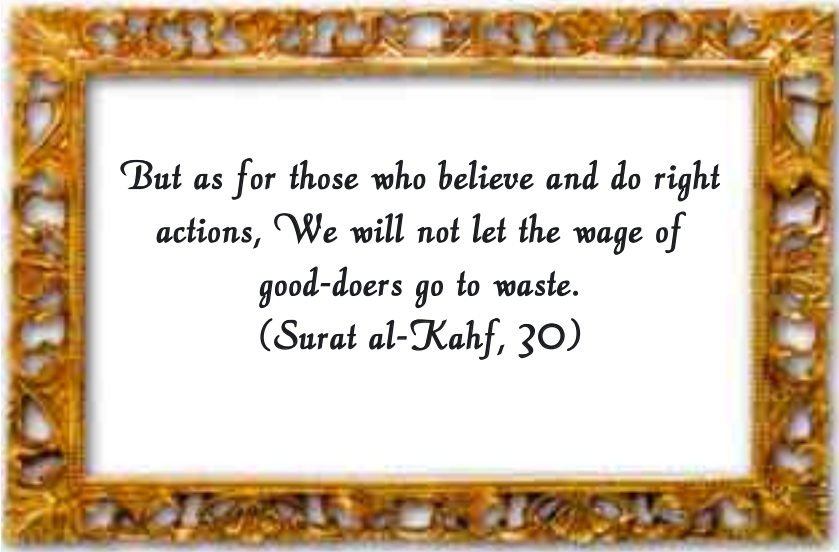 But as for those who believe and do right
actions, We will not let the wage of
good-doers go to waste.
(Surat al-Kahf, 30)